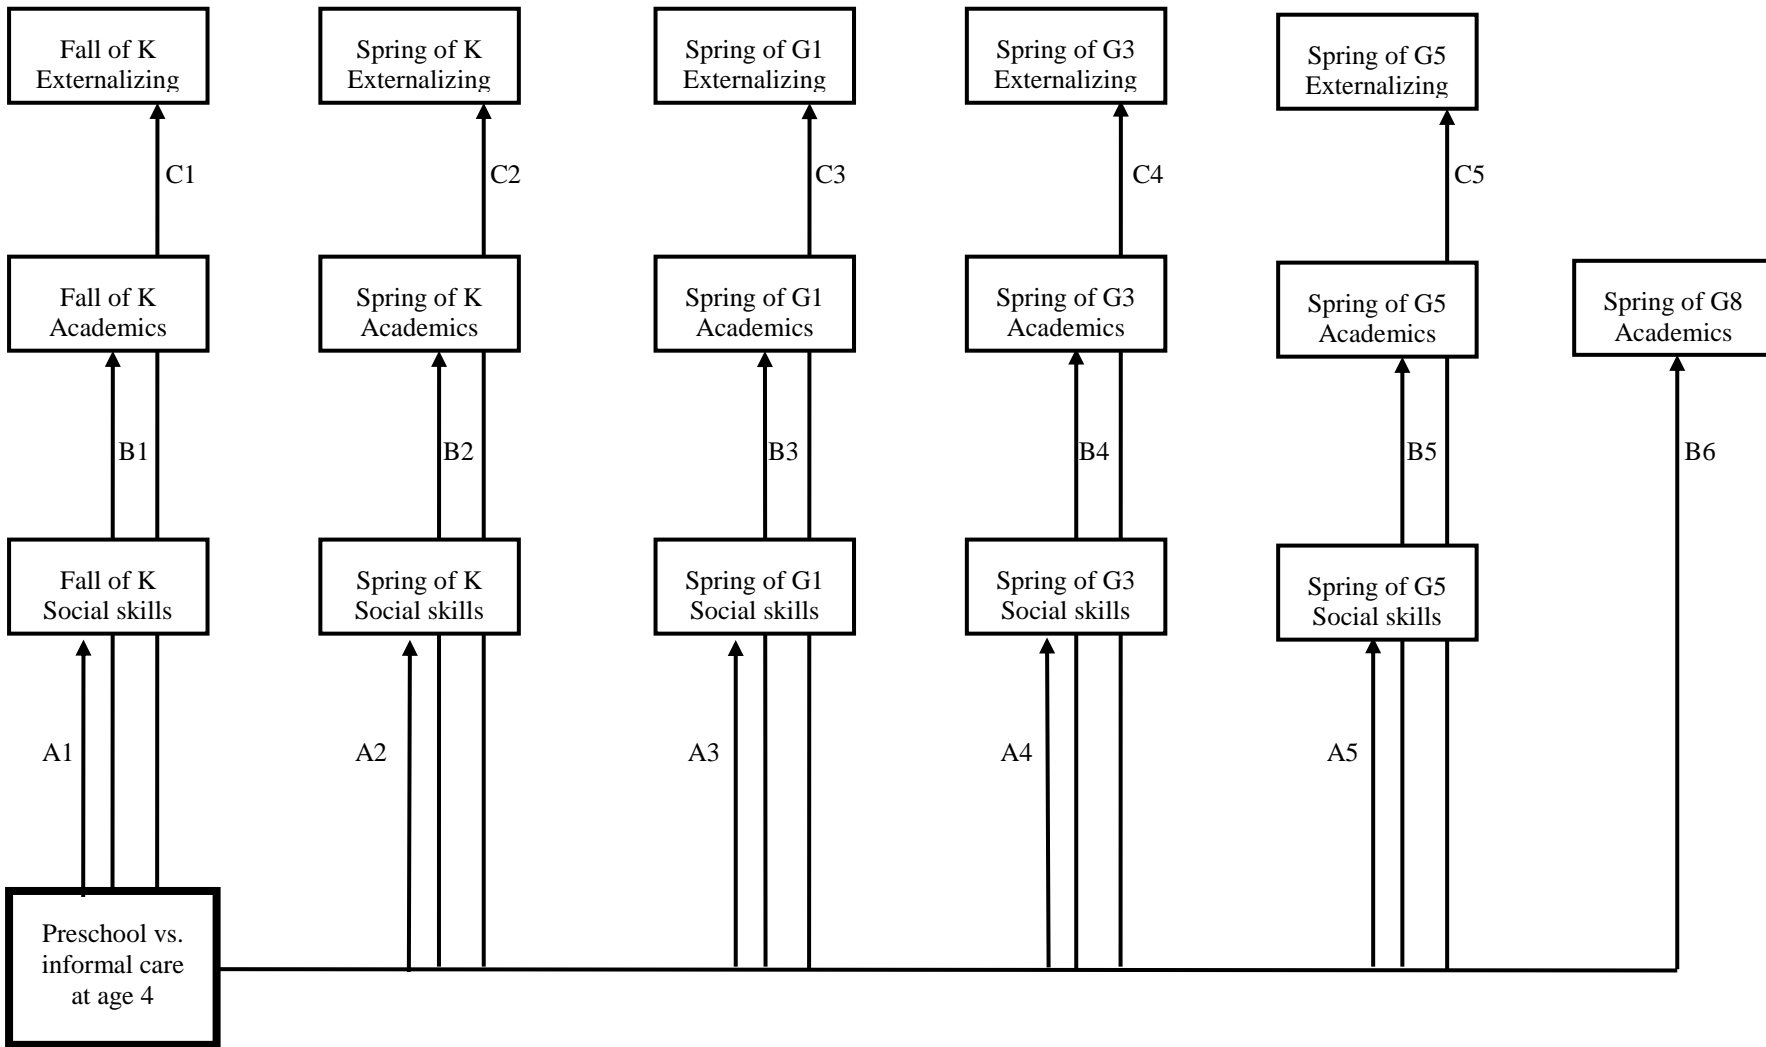 Fall of K
Externalizing
Spring of K
Externalizing
Spring of G1
Externalizing
Spring of G3
Externalizing
Spring of G5
Externalizing
C1
C2
C3
C4
C5
Fall of K
Academics
Spring of K
Academics
Spring of G1
Academics
Spring of G3
Academics
Spring of G5
Academics
Spring of G8
Academics
B1
B2
B3
B4
B5
B6
Fall of K
Social skills
Spring of K
Social skills
Spring of G1
Social skills
Spring of G3
Social skills
Spring of G5
Social skills
A1
A2
A3
A4
A5
Preschool vs.
informal care
at age 4